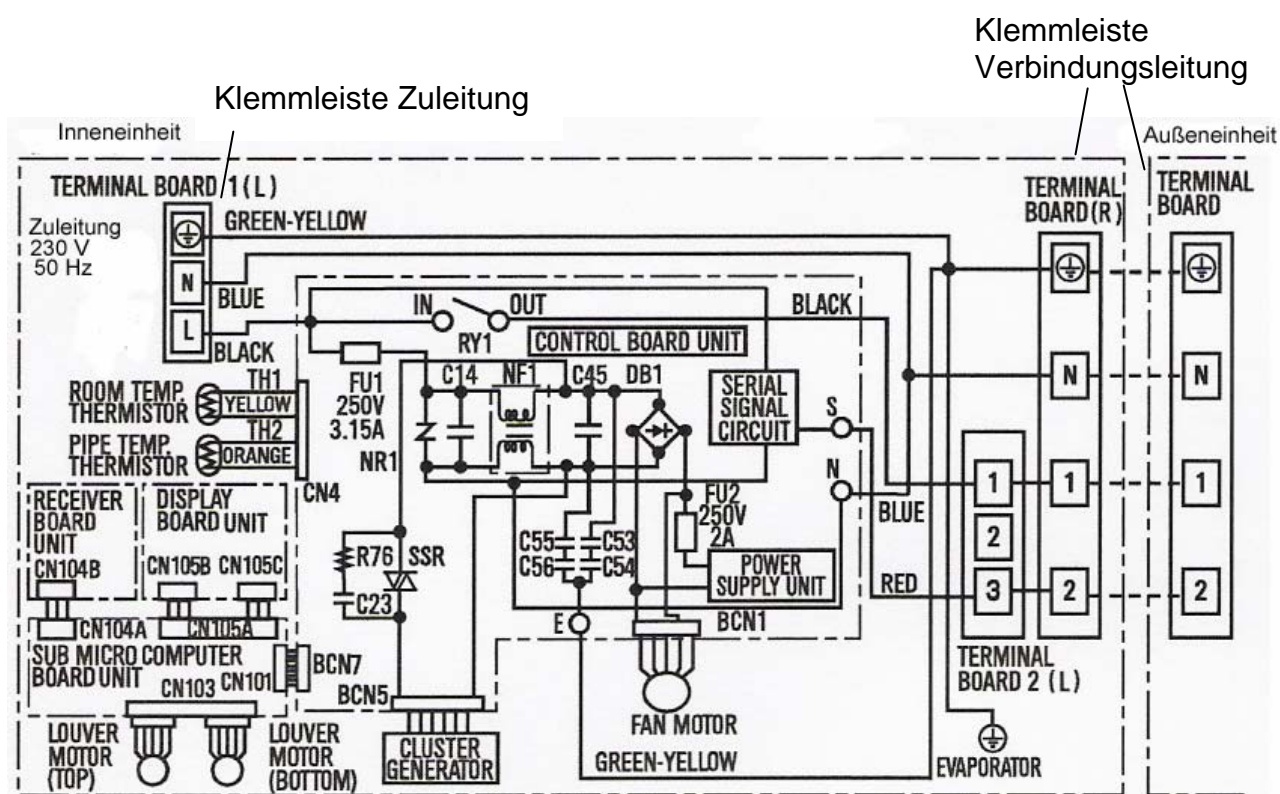 Klemmleiste
Verbindungsleitung
Klemmleiste Zuleitung
Inneneinheit
Außeneinheit
TERMINAL BOARD 1 (L)
Zuleitung
230 V
50 Hz
GREEN-YELLOW
N
BLUE
L
BLACK
IN
OUT
RY1
BLACK
CONTROL BOARD UNIT
TERMINAL
BOARD (R)
TERMINAL
BOARD
ROOM TEMP.
THERMISTOR
TH1
YELLOW
PIPE TEMP.
THERMISTOR
TH2
ORANGE
CN4
FU1
250V
3.15A
NR1
C14
NF1
C45
DB1
SERIAL
SIGNAL
CIRCUIT
S
N
BLUE
RED
N
1
2
N
1
2
1
2
3
TERMINAL
BOARD 2 (L)
RECEIVER
BOARD
UNIT
CN104B
DISPLAY
BOARD UNIT
CN105B CN105C
CN104A
CN105A
SUB MICRO COMPUTER
BOARD UNIT
CN103
CN101
BCN7
R76
SSR
C23
C55
C56
C53
C54
FU2
250V
2A
POWER
SUPPLY UNIT
E
BCN1
BCN5
LOUVER
MOTOR
(TOP)
LOUVER
MOTOR
(BOTTOM)
CLUSTER
GENERATOR
FAN MOTOR
GREEN-YELLOW
EVAPORATOR